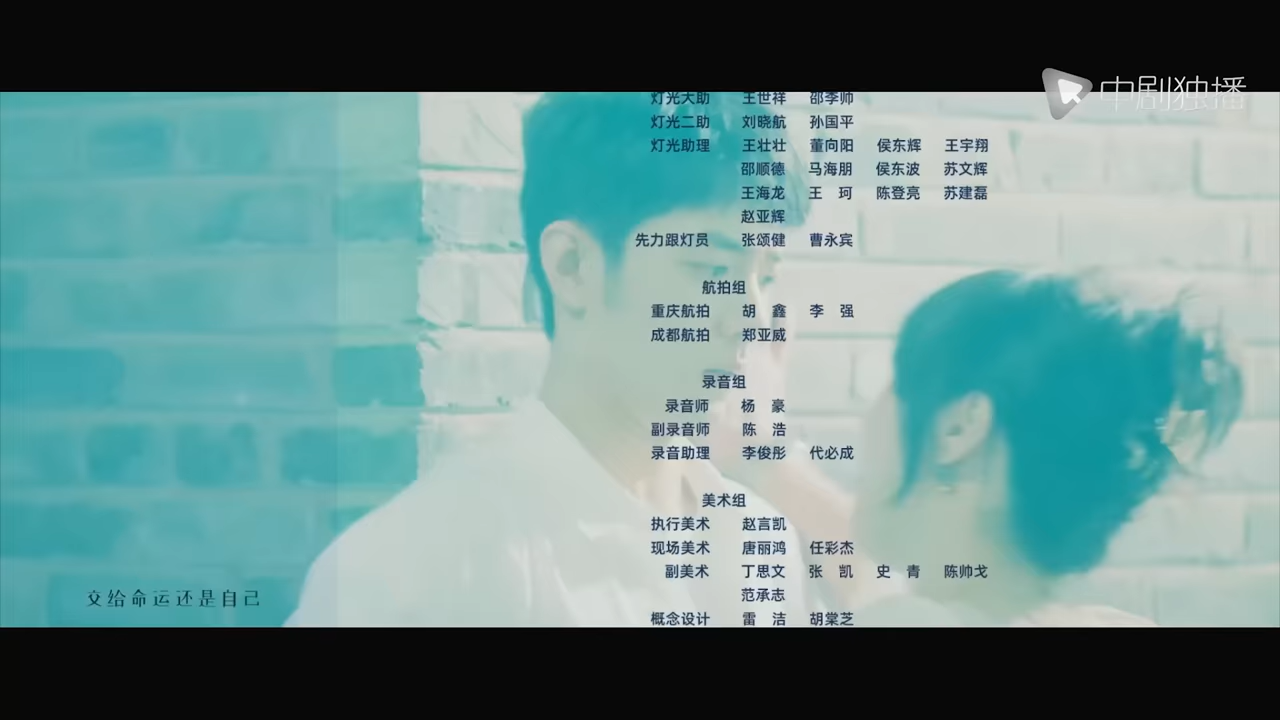 中剧独播
灯光大助 王世祥 邵李帅
灯光二助 刘晓航 孙国平
灯光助理 王壮壮 董向阳 侯东辉 王宇翔
邵顺德 马海朋 侯东波 苏文辉
王海龙 王 珂 陈登亮 苏建磊
赵亚辉
先力跟灯员 张颂健 曹永宾
航拍组
重庆航拍 胡 鑫 李 强
成都航拍 郑亚威
录音组
录音师 杨 豪
副录音师 陈 浩
录音助理 李俊彤 代必成
美术组
执行美术 赵言凯
现场美术 唐丽鸿 任彩杰
副美术 丁思文 张 凯 史 青 陈帅戈
范承志
概念设计 雷 洁 胡棠芝
交给命运还是自己